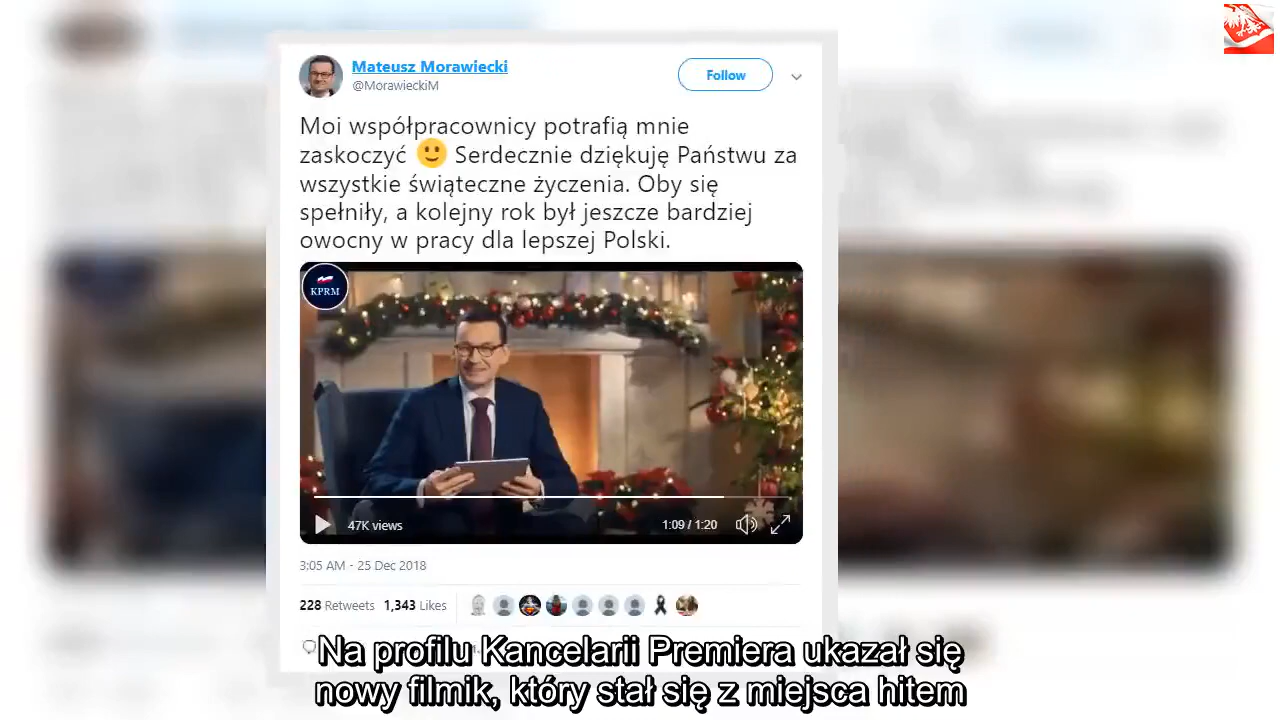 Mateusz Morawiecki
@MorawieckiM
Follow
Moi współpracownicy potrafią mnie
zaskoczyć 🙂 Serdecznie dziękuję Państwu za
wszystkie świąteczne życzenia. Oby się
spełniły, a kolejny rok był jeszcze bardziej
owocny w pracy dla lepszej Polski.
KPRM
47K views
1:09 / 1:20
3:05 AM - 25 Dec 2018
228 Retweets 1,343 Likes
Na profilu Kancelarii Premiera ukazał się
nowy filmik, który stał się z miejsca hitem